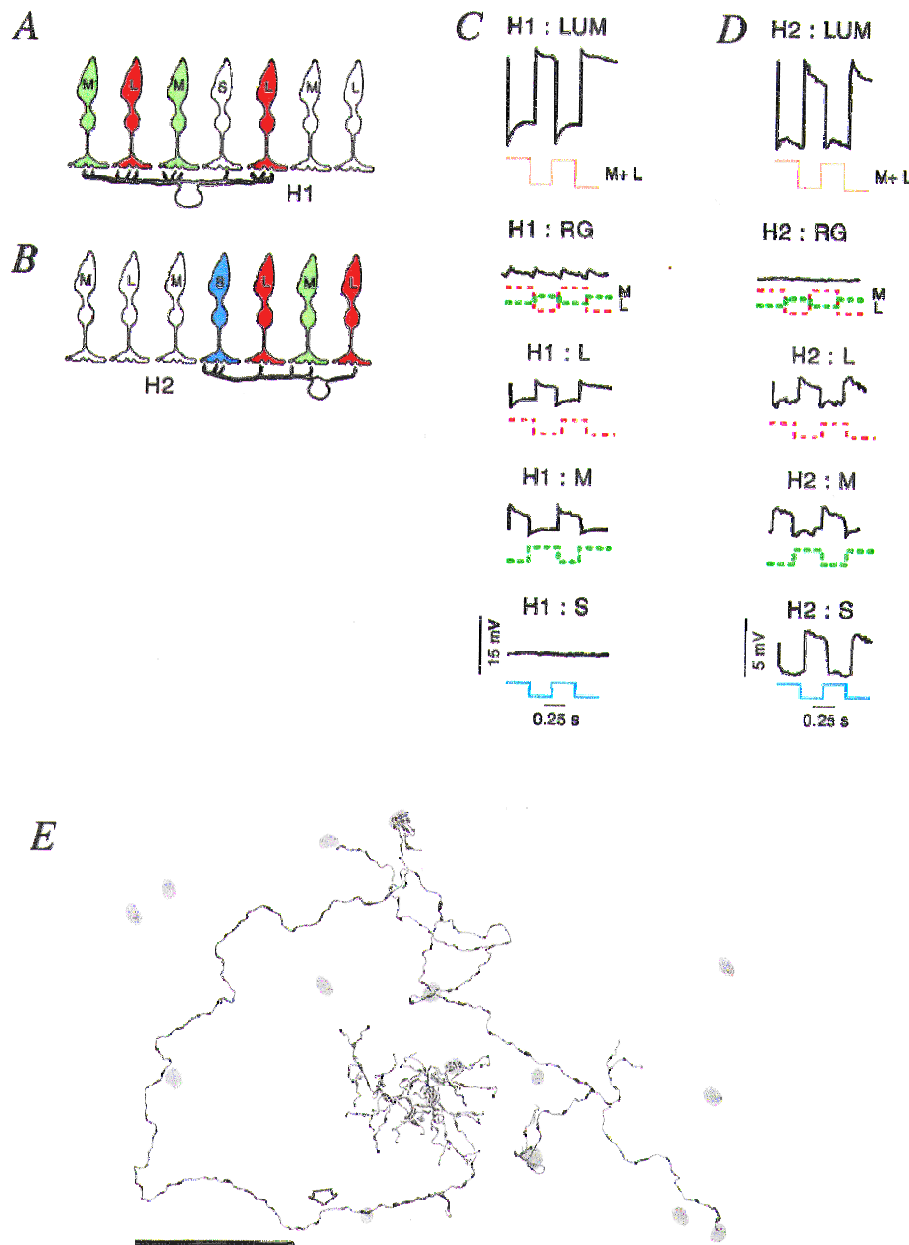 A
M L M S L M L
H1
B
M L M S L M L
H2
C
H1 : LUM
M+ L
H1 : RG
M
L
H1 : L
H1 : M
H1 : S
15 mV
0.25 s
D
H2 : LUM
M+ L
H2 : RG
M
L
H2 : L
H2 : M
H2 : S
5 mV
0.25 s
E